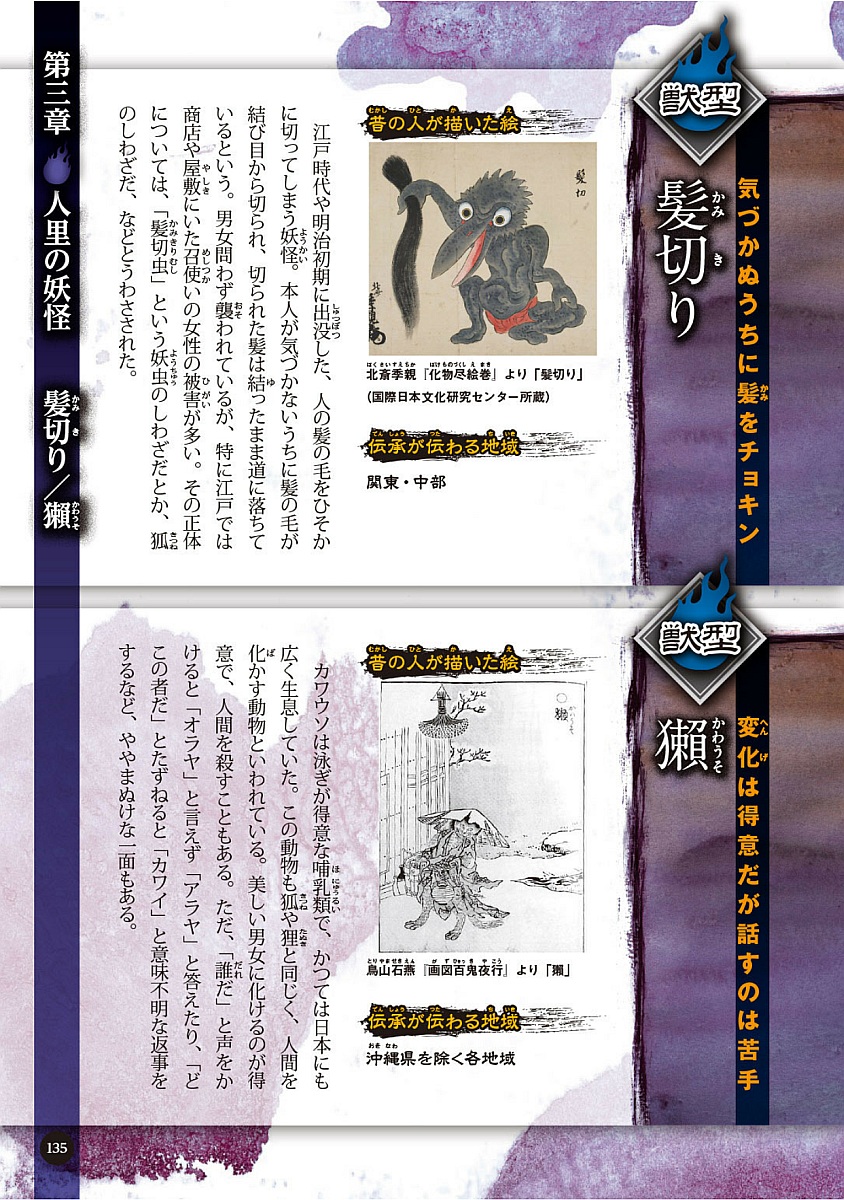 獣型
気づかぬうちに髪をチョキン
髪切り
昔の人が描いた絵
髪切
北斎季親『化物尽絵巻』より「髪切り」
(国際日本文化研究センター所蔵)
伝承が伝わる地域
関東・中部
江戸時代や明治初期に出没した、人の髪の毛をひそか
に切ってしまう妖怪。本人が気づかないうちに髪の毛が
結び目から切られ、切られた髪は結ったまま道に落ちて
いるという。男女問わず襲われているが、特に江戸では
商店や屋敷にいた召使いの女性の被害が多い。その正体
については、「髪切虫」という妖虫のしわざだとか、狐
のしわざだ、などとうわさされた。
獣型
変化は得意だが話すのは苦手
獺
昔の人が描いた絵
獺
かわうそ
鳥山石燕『画図百鬼夜行』より「獺」
伝承が伝わる地域
沖縄県を除く各地域
カワウソは泳ぎが得意な哺乳類で、かつては日本にも
広く生息していた。この動物も狐や狸と同じく、人間を
化かす動物といわれている。美しい男女に化けるのが得
意で、人間を殺すこともある。ただ、「誰だ」と声をか
けると「オラヤ」と言えず「アラヤ」と答えたり、「ど
この者だ」とたずねると「カワイ」と意味不明な返事を
するなど、ややまぬけな一面もある。
第三章 人里の妖怪 髪切り/獺
135